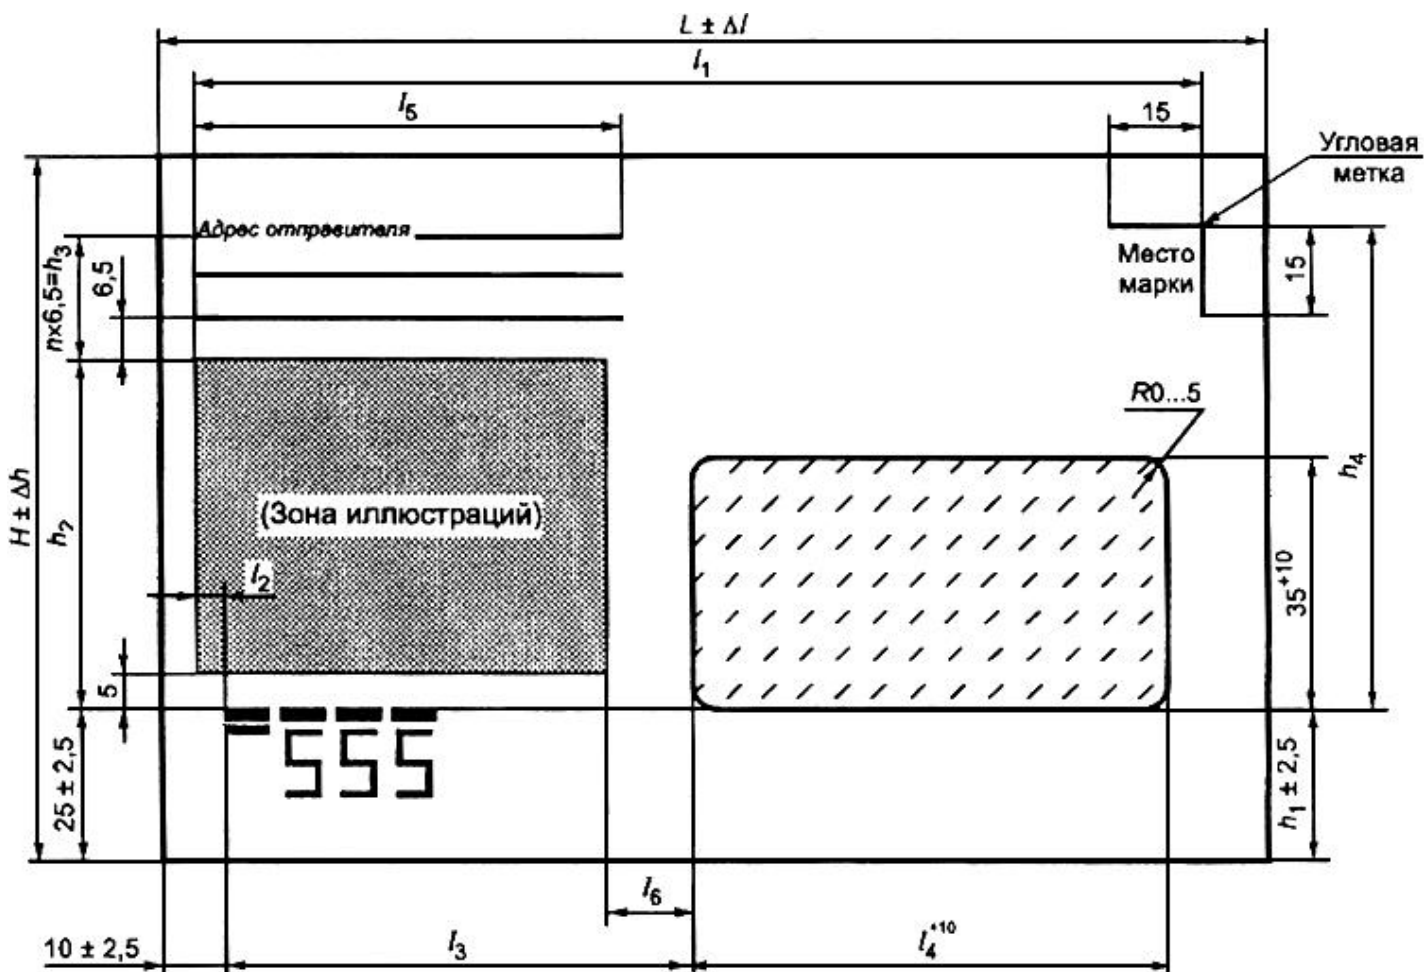 L ± Δl
l₁
l₅
15
Угловая
метка
Адрес отправителя
Место
марки
15
n×6,5=h₃
6,5
R0...5
(Зона иллюстраций)
H ± Δh
h₂
l₂
h₄
35⁺¹⁰
5
25 ± 2,5
555
h₁ ± 2,5
l₆
10 ± 2,5
l₃
l₄⁺¹⁰